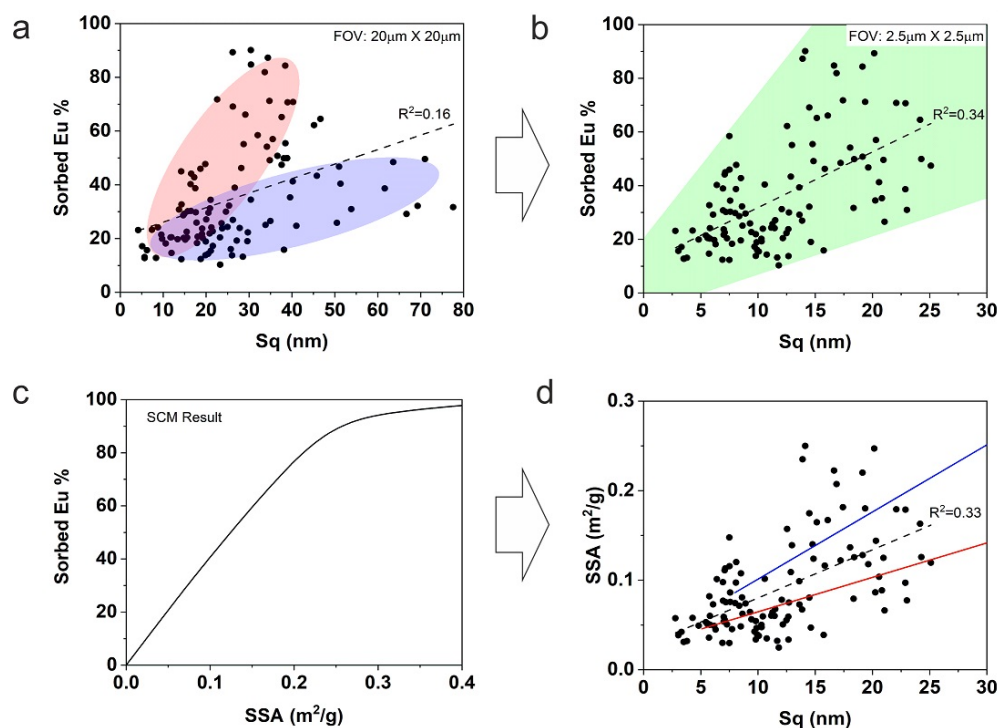 a
FOV: 20μm X 20μm
R²=0.16
Sorbed Eu %
100
80
60
40
20
0
0 10 20 30 40 50 60 70 80
Sq (nm)
b
FOV: 2.5μm X 2.5μm
R²=0.34
Sorbed Eu %
100
80
60
40
20
0
0 5 10 15 20 25 30
Sq (nm)
c
SCM Result
Sorbed Eu %
100
80
60
40
20
0
0.0 0.1 0.2 0.3 0.4
SSA (m²/g)
d
R²=0.33
SSA (m²/g)
0.3
0.2
0.1
0.0
0 5 10 15 20 25 30
Sq (nm)